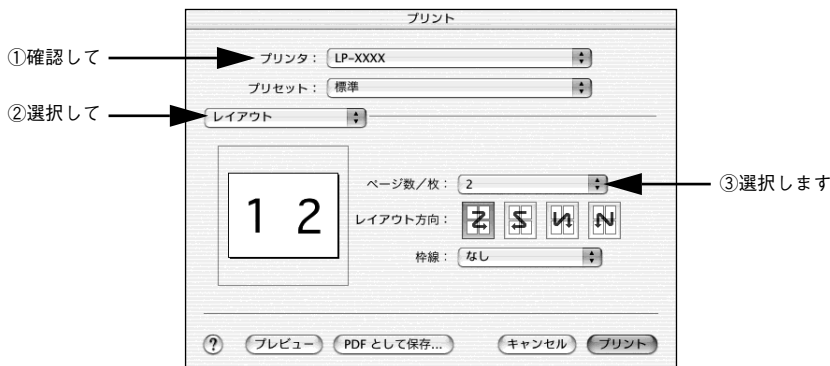 プリント
①確認して
プリンタ： LP-XXXX
プリセット： 標準
②選択して
レイアウト
ページ数／枚： 2
③選択します
1 2
レイアウト方向：
枠線： なし
? プレビュー PDF として保存... キャンセル プリント